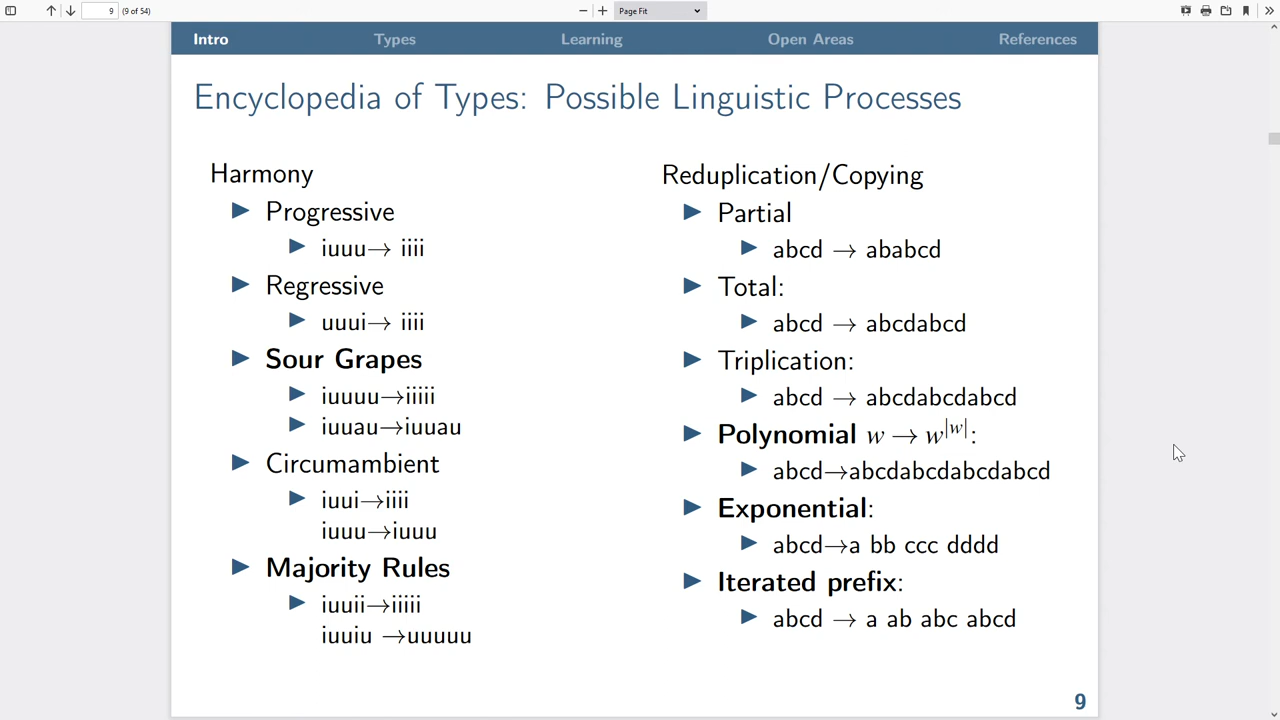 9 (9 of 54) Page Fit
Intro Types Learning Open Areas References
Encyclopedia of Types: Possible Linguistic Processes
Harmony
▶ Progressive
▶ iuuu→ iiii
▶ Regressive
▶ uuui→ iiii
▶ Sour Grapes
▶ iuuuu→iiiii
▶ iuuau→iuuau
▶ Circumambient
▶ iuui→iiii
iuuu→iuuu
▶ Majority Rules
▶ iuuii→iiiii
iuuiu →uuuuu
Reduplication/Copying
▶ Partial
▶ abcd → ababcd
▶ Total:
▶ abcd → abcdabcd
▶ Triplication:
▶ abcd → abcdabcdabcd
▶ Polynomial w → w^|w|:
▶ abcd→abcdabcdabcdabcd
▶ Exponential:
▶ abcd→a bb ccc dddd
▶ Iterated prefix:
▶ abcd → a ab abc abcd
9